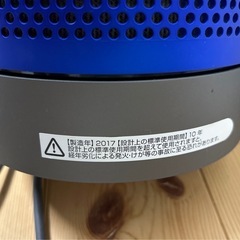 【製造年】2017【設計上の標準使用期間】10年
設計上の標準使用期間を超えて使用されますと、
経年劣化による発火・けが等の事故に至る恐れがあります。